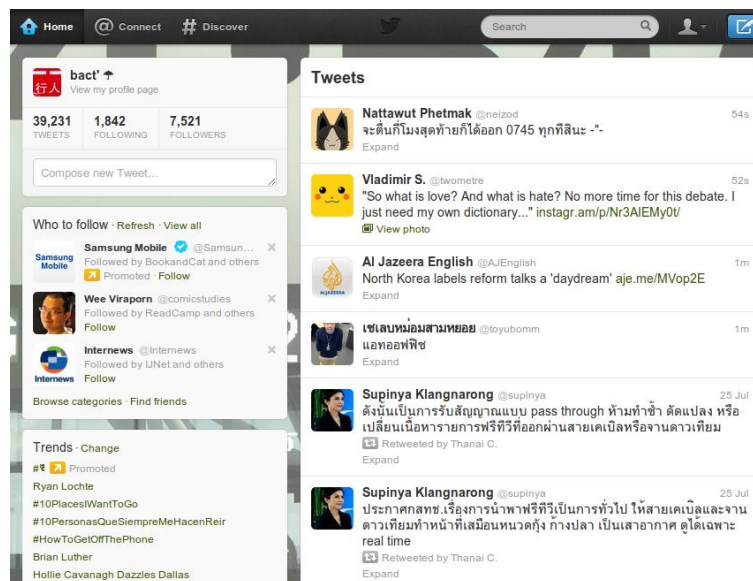 Home
Connect
Discover
Search
bact' ☂
View my profile page
39,231
TWEETS
1,842
FOLLOWING
7,521
FOLLOWERS
Compose new Tweet...
Who to follow · Refresh · View all
Samsung Mobile @Samsun...
Followed by BookandCat and others
Promoted · Follow
Wee Viraporn @comicstudies
Followed by ReadCamp and others
Follow
Internews @Internews
Followed by IJNet and others
Follow
Browse categories · Find friends
Trends · Change
Promoted
Ryan Lochte
#10PlacesIWantToGo
#10PersonasQueSiempreMeHacenReir
#HowToGetOffThePhone
Brian Luther
Hollie Cavanagh Dazzles Dallas
Tweets
Nattawut Phetmak @neizod 54s
จะตื่นกี่โมงสุดท้ายก็ได้ออก 0745 ทุกทีสินะ -"-
Expand
Vladimir S. @twometre 52s
"So what is love? And what is hate? No more time for this debate. I
just need my own dictionary..." instagr.am/p/Nr3AIEMy0t/
View photo
Al Jazeera English @AJEnglish 1m
North Korea labels reform talks a 'daydream' aje.me/MVop2E
Expand
เชเลบหม่อมสามหยอย @toyubomm 1m
แอทออฟฟิช
Expand
Supinya Klangnarong @supinya 25 Jul
ดังนั้นเป็นการรับสัญญาณแบบ pass through ห้ามทำซ้ำ ดัดแปลง หรือ
เปลี่ยนเนื้อหารายการฟรีทีวีที่ออกผ่านสายเคเบิลหรือจานดาวเทียม
Retweeted by Thanai C.
Expand
Supinya Klangnarong @supinya 25 Jul
ประกาศกสทช.เรื่องการนำพาฟรีทีวีเป็นการทั่วไป ให้สายเคเบิลและจาน
ดาวเทียมทำหน้าที่เสมือนหนวดกุ้ง ก้างปลา เป็นเสาอากาศ ดูได้เฉพาะ
real time
Retweeted by Thanai C.
Expand